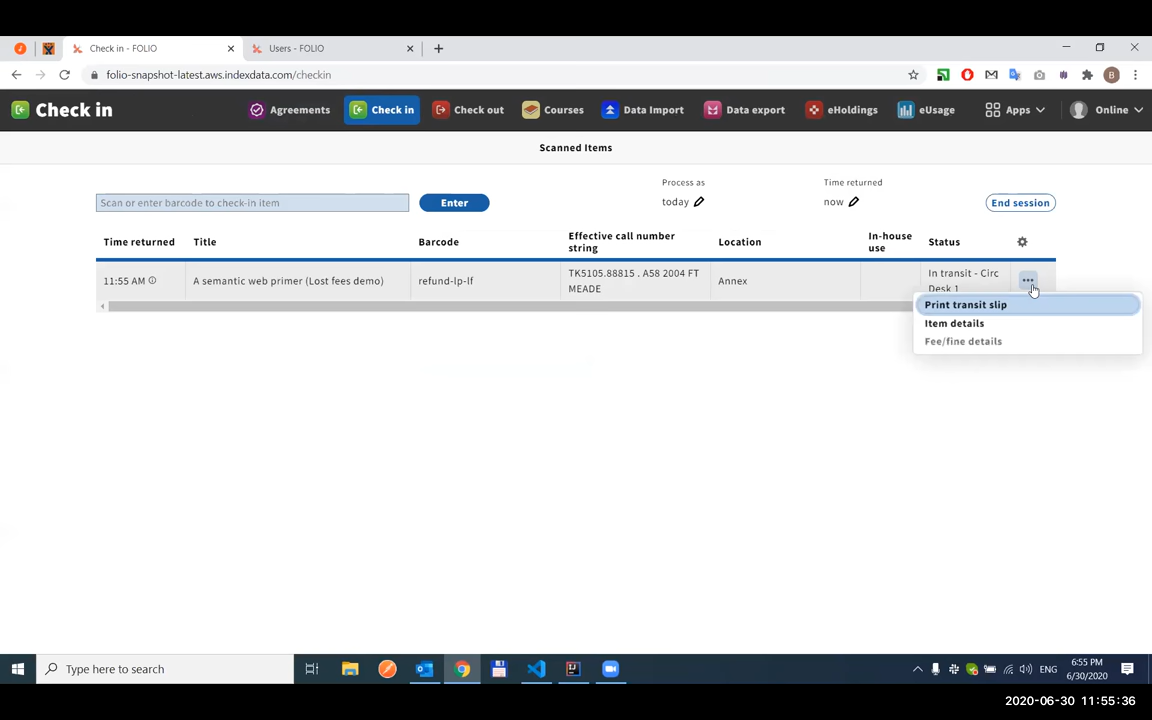 Check in - FOLIO
Users - FOLIO
folio-snapshot-latest.aws.indexdata.com/checkin
B
Check in
Agreements
Check in
Check out
Courses
Data Import
Data export
eHoldings
eUsage
Apps
Online
Scanned Items
Process as
Time returned
Scan or enter barcode to check-in item
Enter
today
now
End session
Time returned
Title
Barcode
Effective call number
string
Location
In-house
use
Status
11:55 AM
A semantic web primer (Lost fees demo)
refund-lp-lf
TK5105.88815 . A58 2004 FT
MEADE
Annex
In transit - Circ
Desk 1
Print transit slip
Item details
Fee/fine details
Type here to search
ENG
6:55 PM
6/30/2020
2020-06-30 11:55:36